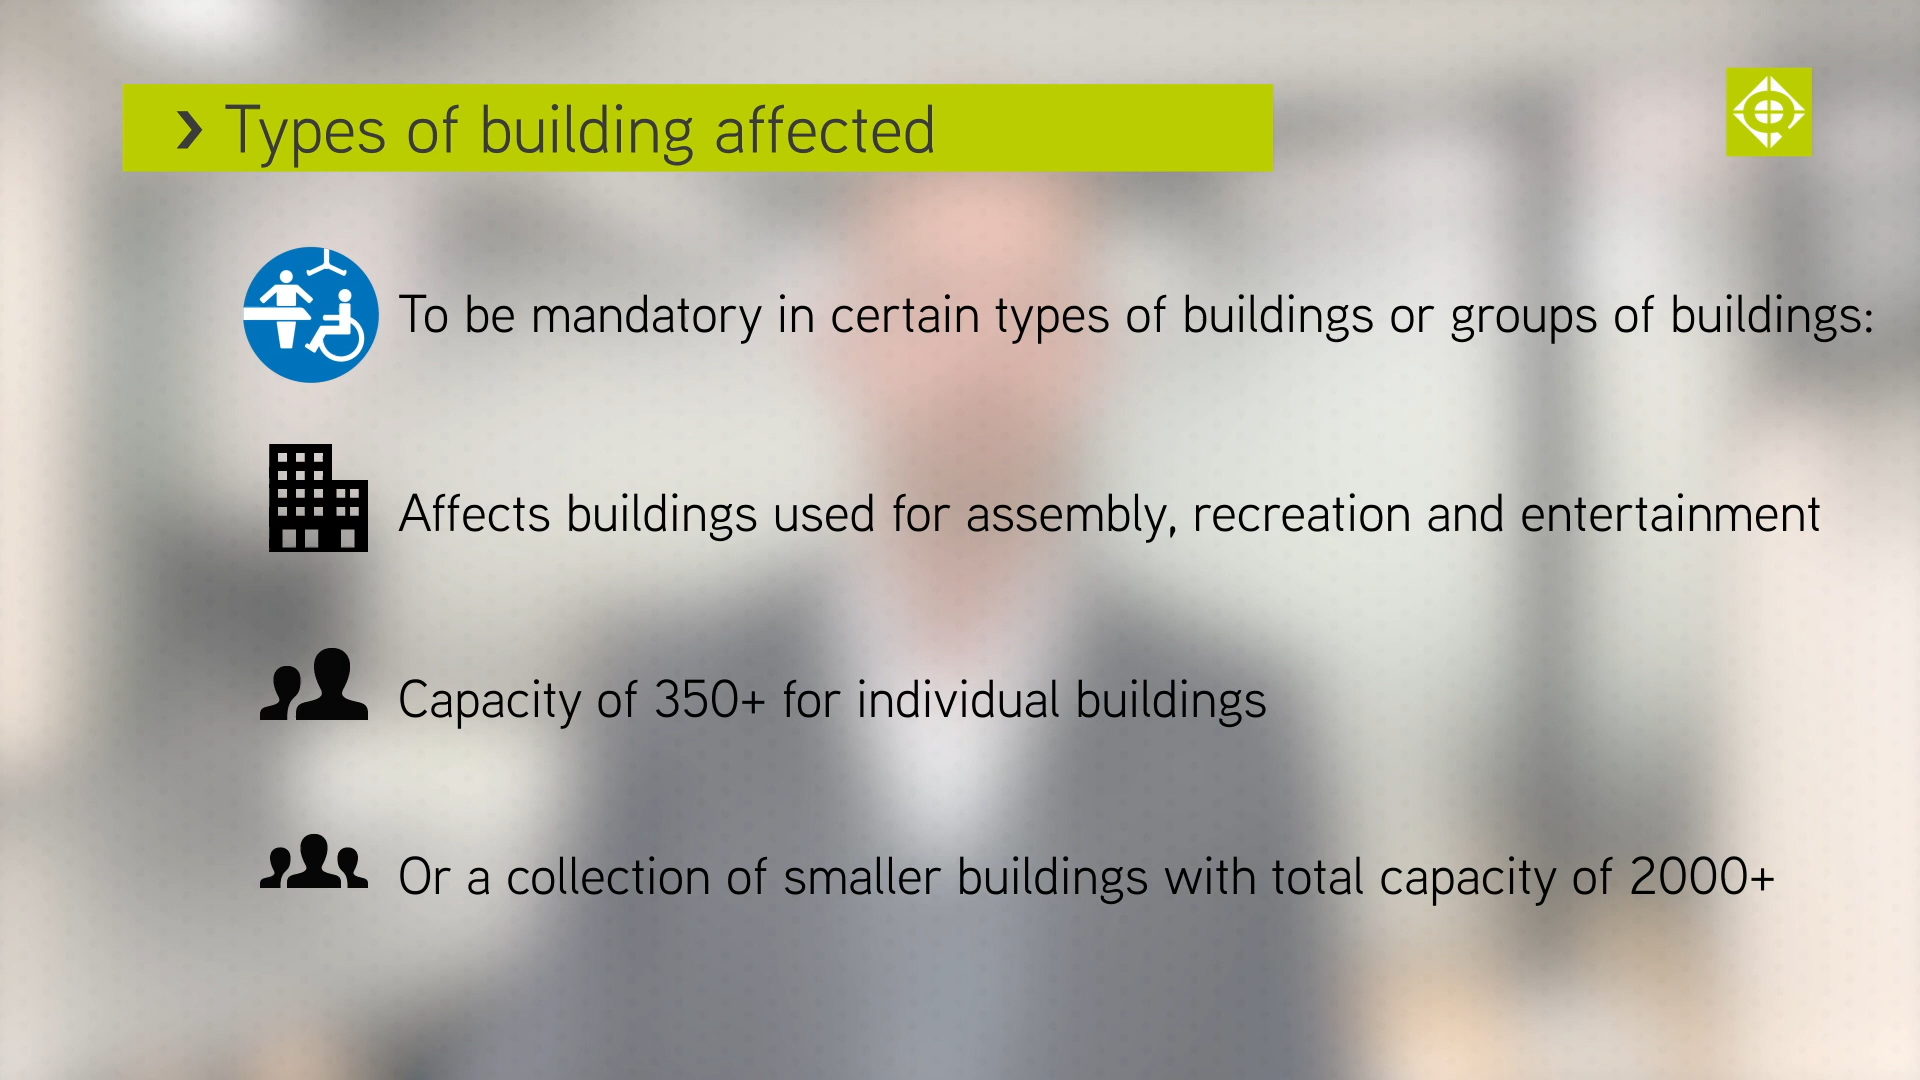 Types of building affected
To be mandatory in certain types of buildings or groups of buildings:
Affects buildings used for assembly, recreation and entertainment
Capacity of 350+ for individual buildings
Or a collection of smaller buildings with total capacity of 2000+